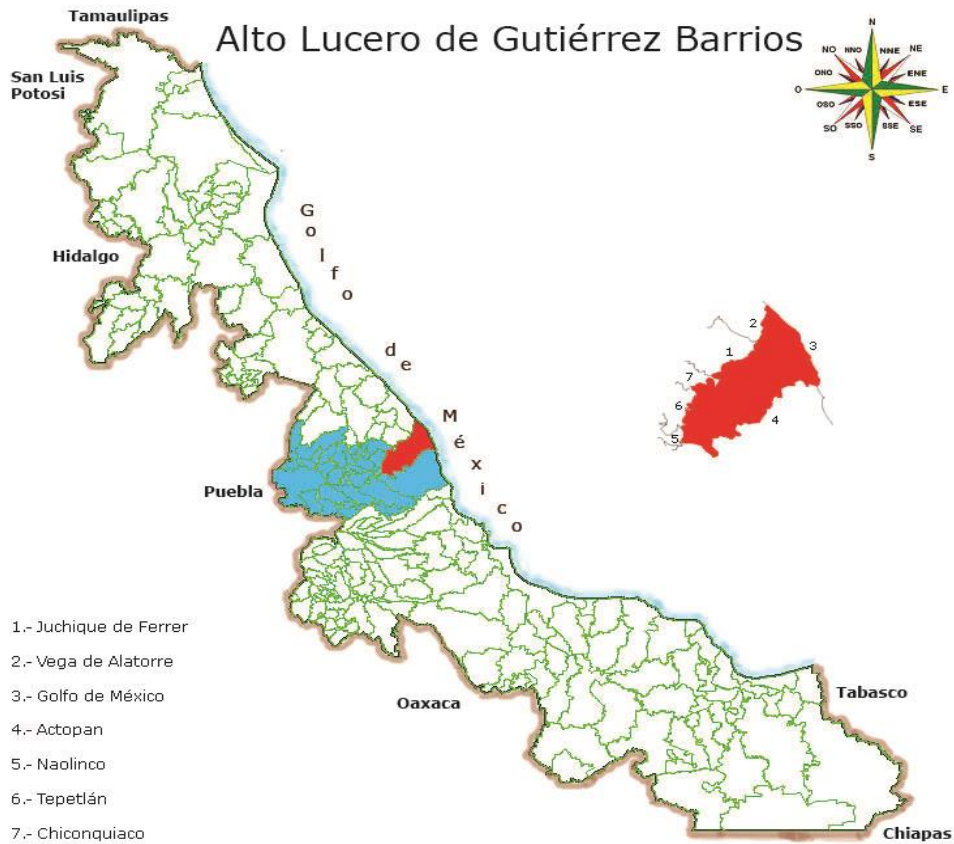 Tamaulipas
Alto Lucero de Gutiérrez Barrios
N
NO
NNO
NNE
NE
ONO
ENE
O
E
OSO
ESE
SO
SSO
SSE
SE
S
San Luis
Potosi
Hidalgo
Golfo
de
México
Puebla
2
1
3
7
6
4
5
1.- Juchique de Ferrer
2.- Vega de Alatorre
3.- Golfo de México
4.- Actopan
5.- Naolinco
6.- Tepetlán
7.- Chiconquiaco
Oaxaca
Tabasco
Chiapas